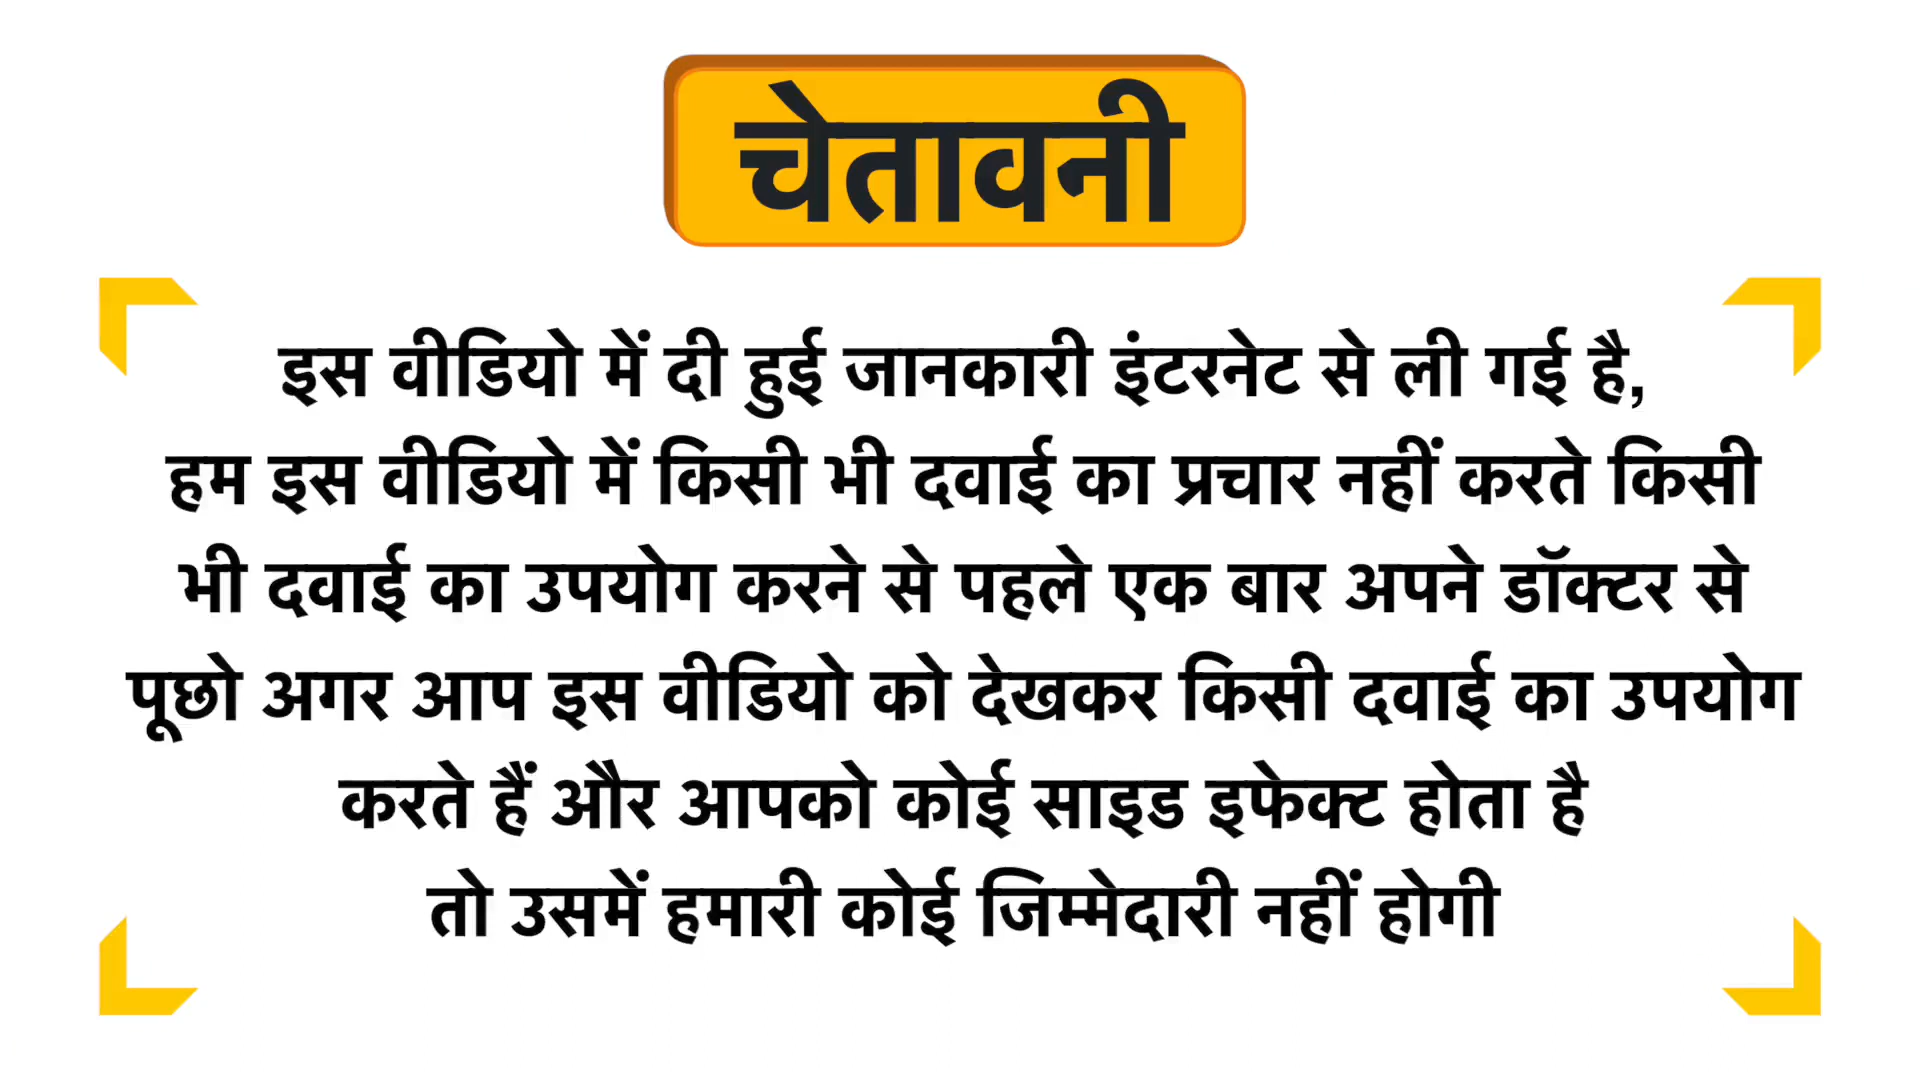 चेतावनी
इस वीडियो में दी हुई जानकारी इंटरनेट से ली गई है,
हम इस वीडियो में किसी भी दवाई का प्रचार नहीं करते किसी
भी दवाई का उपयोग करने से पहले एक बार अपने डॉक्टर से
पूछो अगर आप इस वीडियो को देखकर किसी दवाई का उपयोग
करते हैं और आपको कोई साइड इफेक्ट होता है
तो उसमें हमारी कोई जिम्मेदारी नहीं होगी